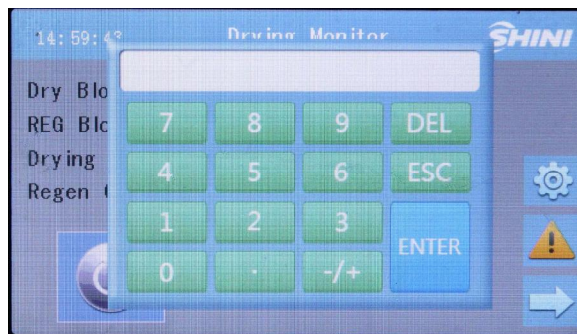 14:59:43 Drying Monitor SHINI
Dry Blo
REG Blo
Drying
Regen
7 8 9 DEL
4 5 6 ESC
1 2 3
ENTER
0 . -/+